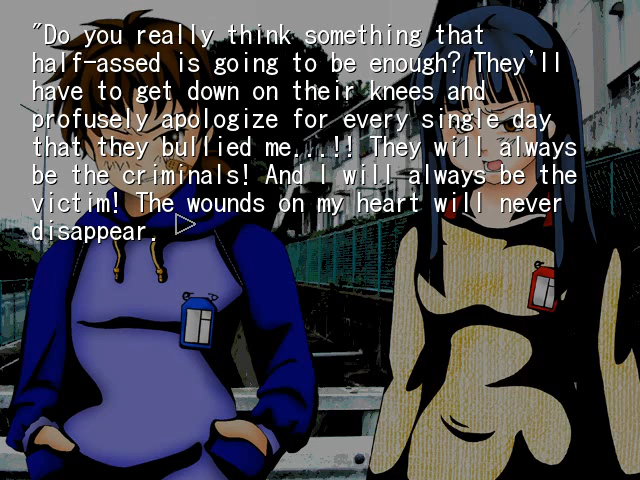 "Do you really think something that
half-assed is going to be enough? They'll
have to get down on their knees and
profusely apologize for every single day
that they bullied me...!! They will always
be the criminals! And I will always be the
victim! The wounds on my heart will never
disappear.